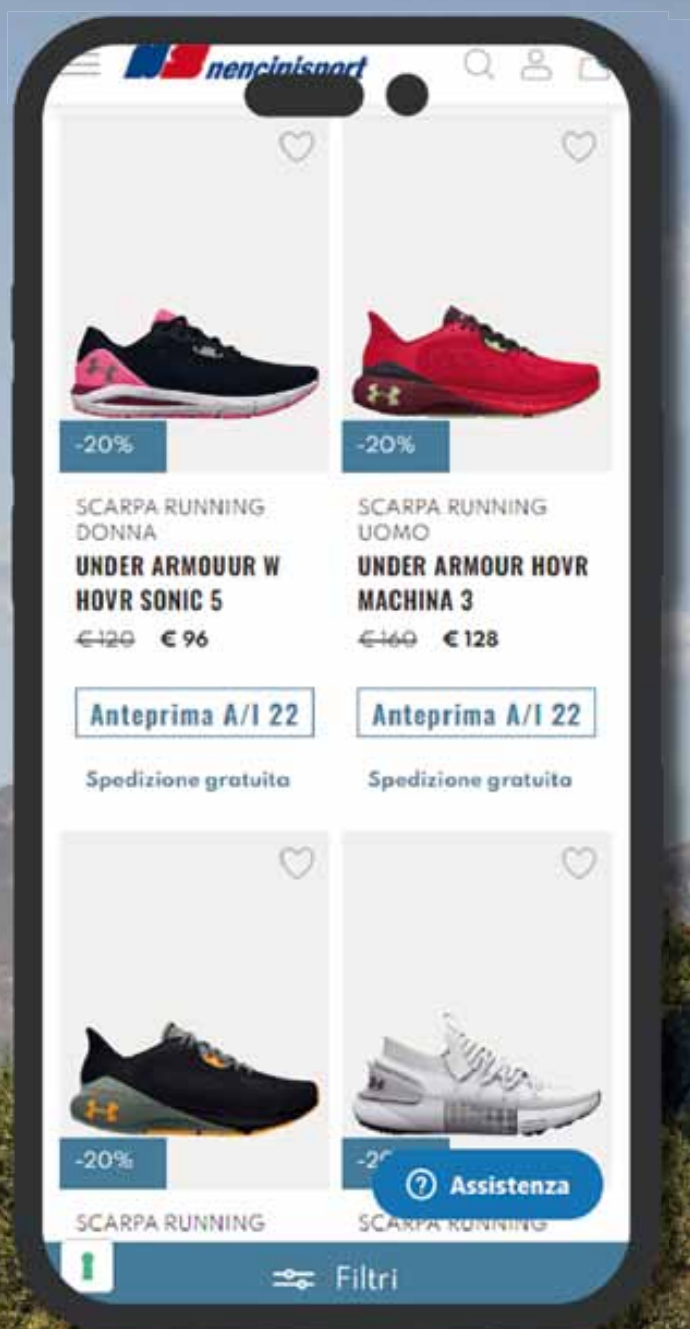 nencinisport
-20%
-20%
SCARPA RUNNING
DONNA
UNDER ARMOUUR W
HOVR SONIC 5
€ 120 € 96
SCARPA RUNNING
UOMO
UNDER ARMOUR HOVR
MACHINA 3
€ 160 € 128
Anteprima A/I 22
Anteprima A/I 22
Spedizione gratuita
Spedizione gratuita
-20%
-20
Assistenza
SCARPA RUNNING
SCARPA RUNNING
Filtri